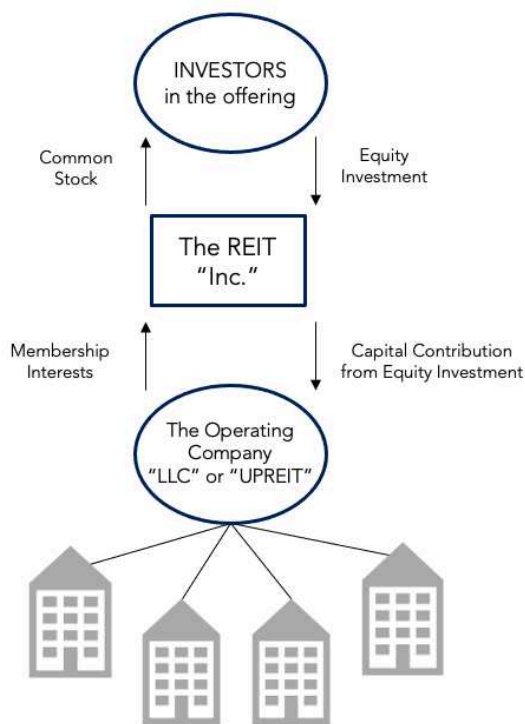 INVESTORS
in the offering
Common
Stock
Equity
Investment
The REIT
“Inc.”
Membership
Interests
Capital Contribution
from Equity Investment
The Operating
Company
“LLC” or “UPREIT”